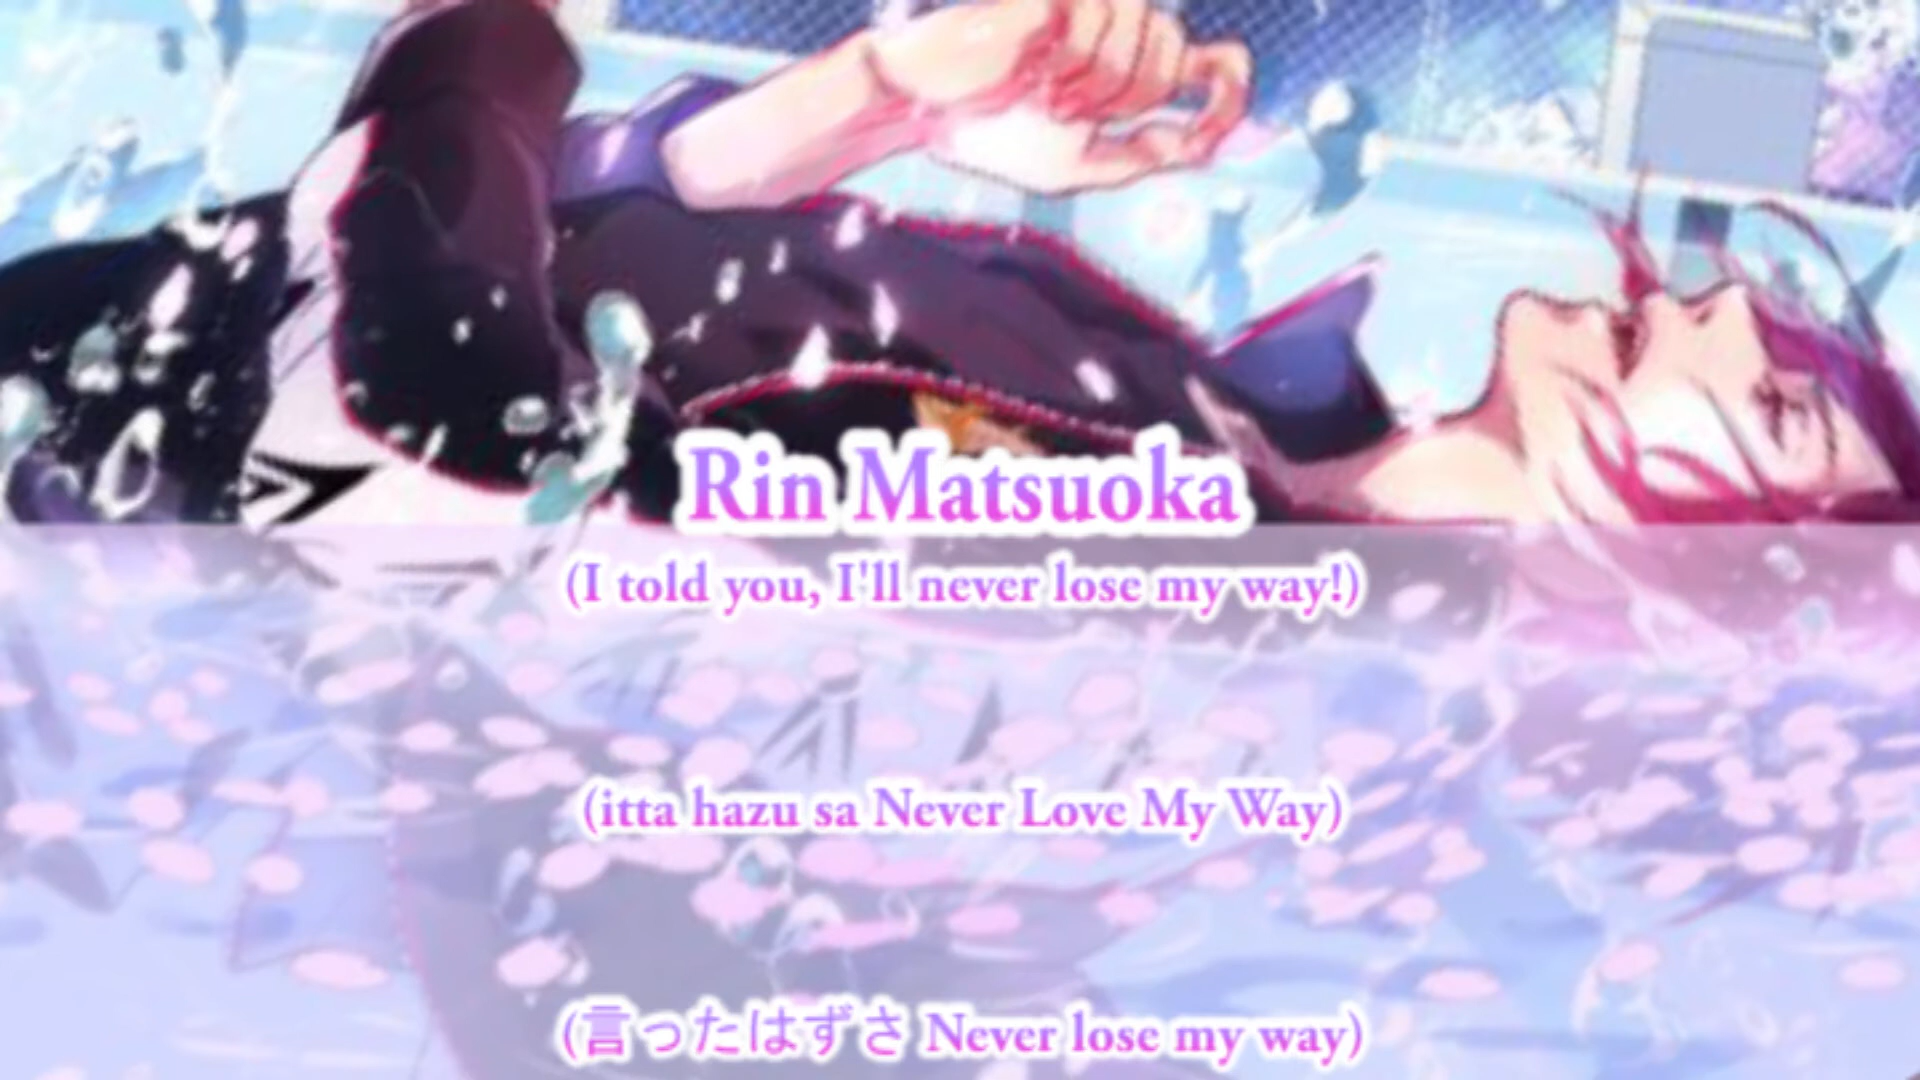 Rin Matsuoka
(I told you, I'll never lose my way!)
(itta hazu sa Never Love My Way)
(言ったはずさ Never lose my way)